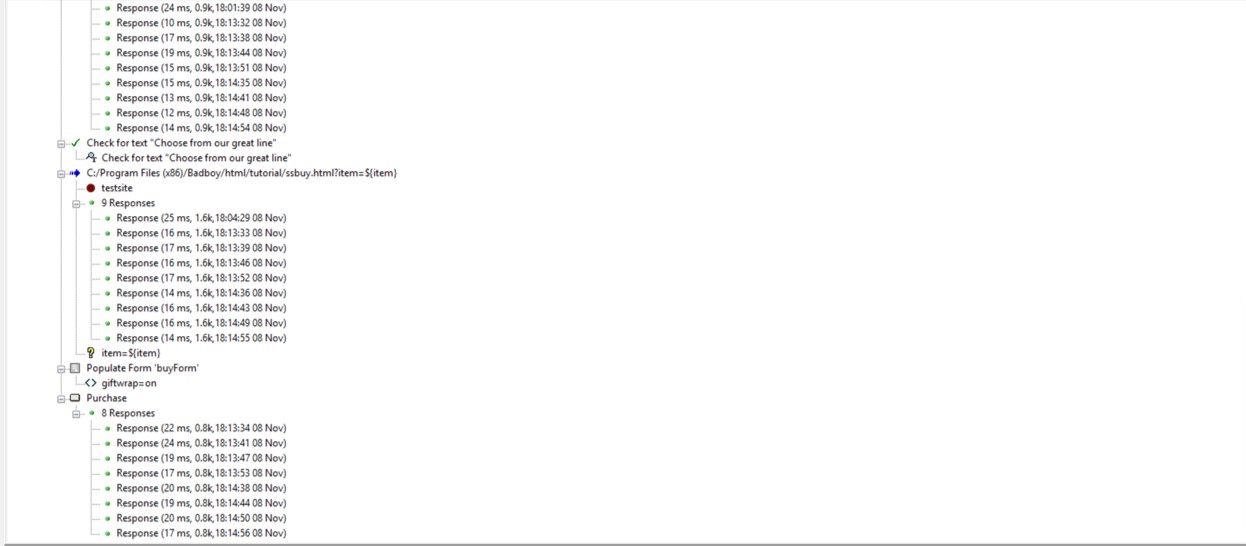 Response (24 ms, 0.9k,18:01:39 08 Nov)
Response (10 ms, 0.9k,18:13:32 08 Nov)
Response (17 ms, 0.9k,18:13:38 08 Nov)
Response (19 ms, 0.9k,18:13:44 08 Nov)
Response (15 ms, 0.9k,18:13:51 08 Nov)
Response (15 ms, 0.9k,18:14:35 08 Nov)
Response (13 ms, 0.9k,18:14:41 08 Nov)
Response (12 ms, 0.9k,18:14:48 08 Nov)
Response (14 ms, 0.9k,18:14:54 08 Nov)
Check for text "Choose from our great line"
Check for text "Choose from our great line"
C:/Program Files (x86)/Badboy/html/tutorial/ssbuy.html?item=${item}
testsite
9 Responses
Response (25 ms, 1.6k,18:04:29 08 Nov)
Response (16 ms, 1.6k,18:13:33 08 Nov)
Response (17 ms, 1.6k,18:13:39 08 Nov)
Response (16 ms, 1.6k,18:13:46 08 Nov)
Response (17 ms, 1.6k,18:13:52 08 Nov)
Response (14 ms, 1.6k,18:14:36 08 Nov)
Response (16 ms, 1.6k,18:14:43 08 Nov)
Response (16 ms, 1.6k,18:14:49 08 Nov)
Response (14 ms, 1.6k,18:14:55 08 Nov)
item=${item}
Populate Form 'buyForm'
giftwrap=on
Purchase
8 Responses
Response (22 ms, 0.8k,18:13:34 08 Nov)
Response (24 ms, 0.8k,18:13:41 08 Nov)
Response (19 ms, 0.8k,18:13:47 08 Nov)
Response (17 ms, 0.8k,18:13:53 08 Nov)
Response (20 ms, 0.8k,18:14:38 08 Nov)
Response (19 ms, 0.8k,18:14:44 08 Nov)
Response (20 ms, 0.8k,18:14:50 08 Nov)
Response (17 ms, 0.8k,18:14:56 08 Nov)